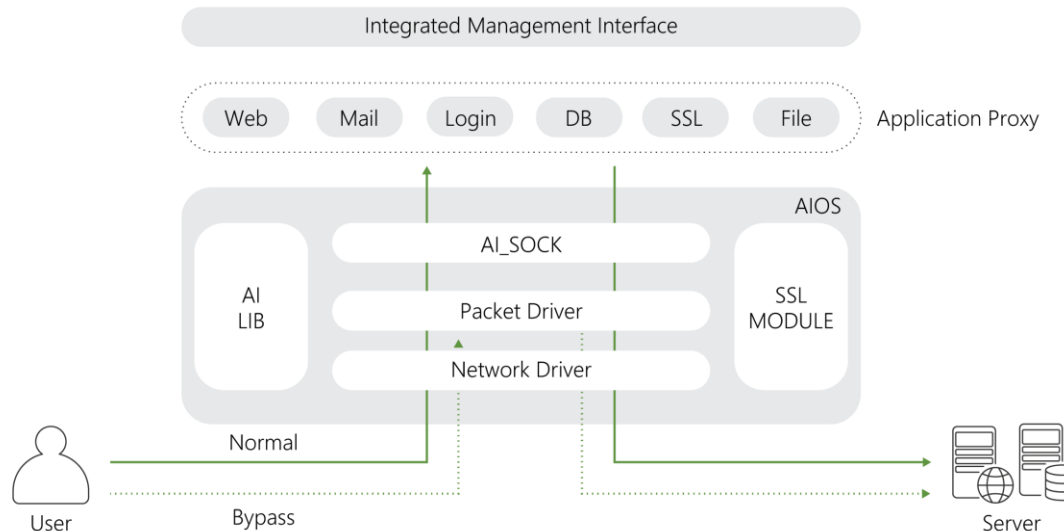 Integrated Management Interface
Web Mail Login DB SSL File
Application Proxy
AIOS
AI
LIB
AI_SOCK
Packet Driver
Network Driver
SSL
MODULE
Normal
Bypass
User
Server